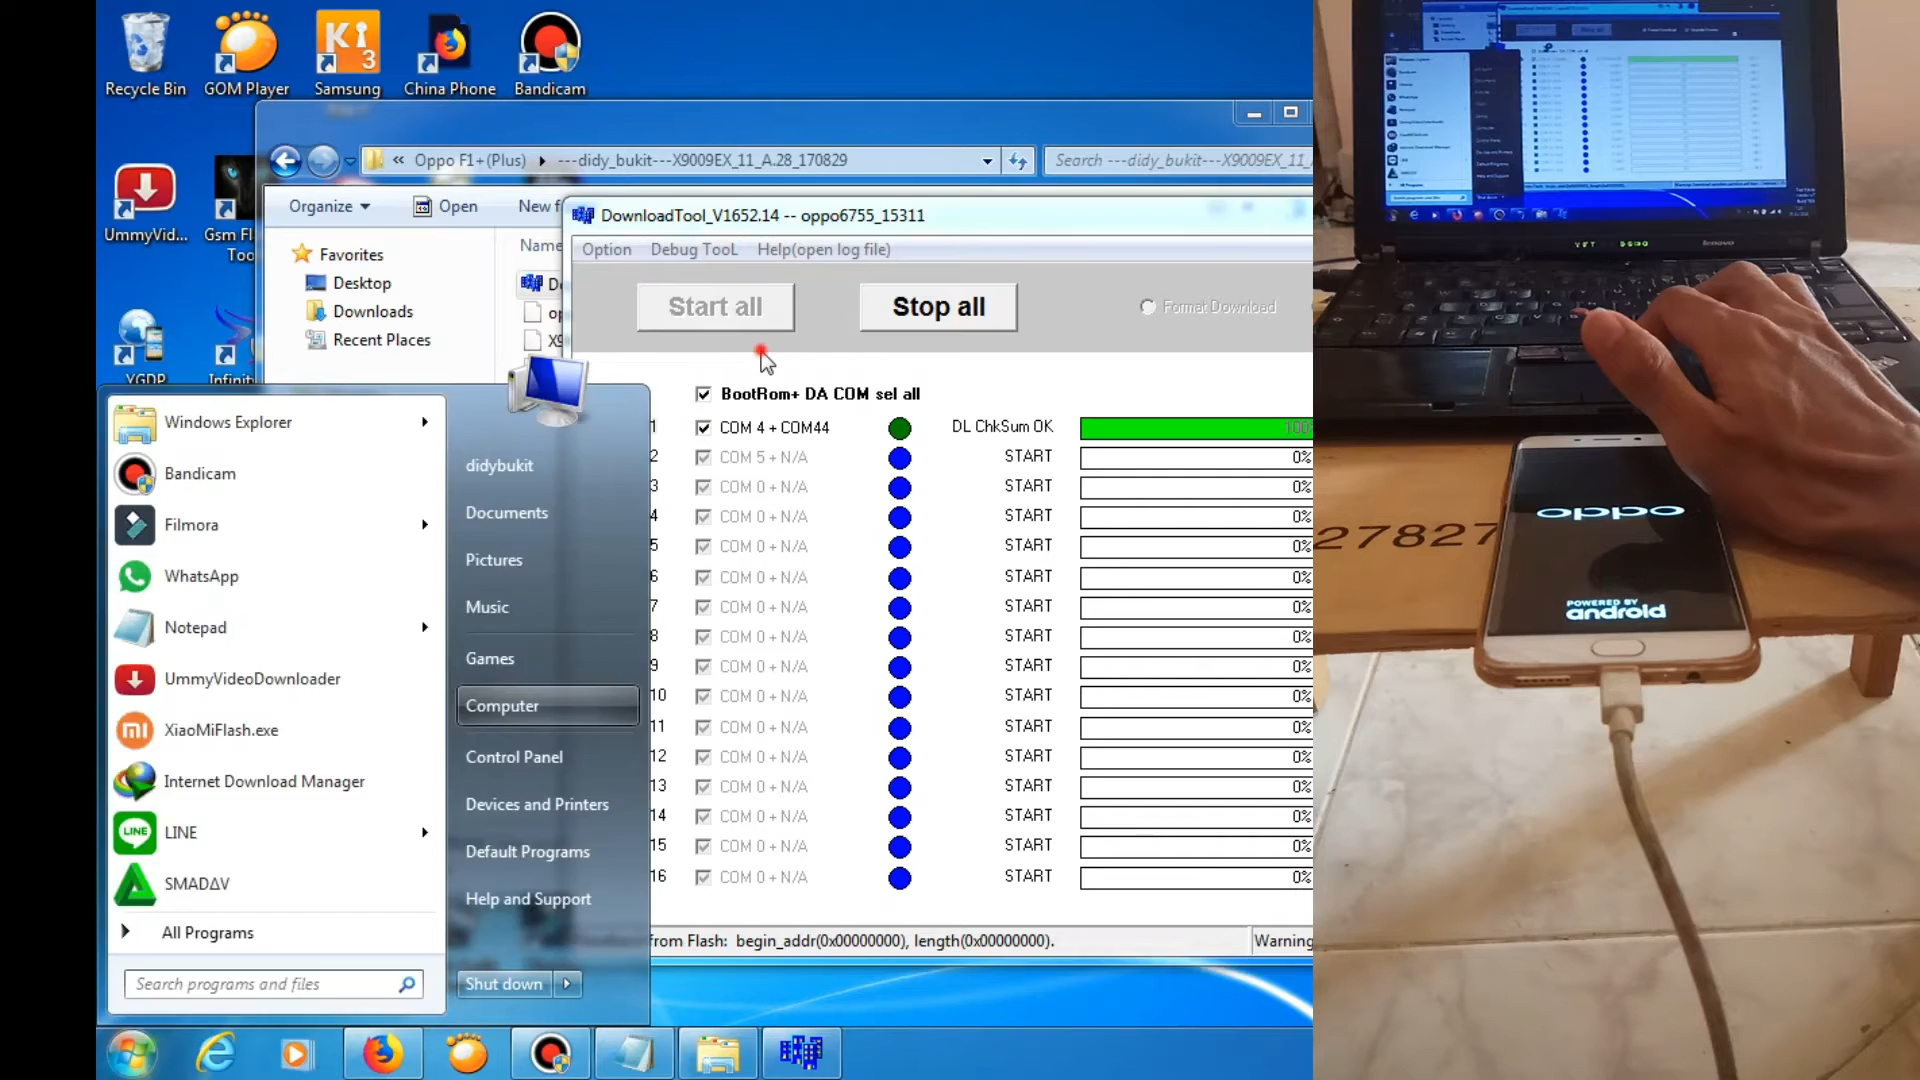 Recycle Bin
GOM Player
Ki
3
Samsung
China Phone
Bandicam
UmmyVid...
Gsm Fl
Too
YGDP
Infinit
« Oppo F1+(Plus) ---didy_bukit---X9009EX_11_A.28_170829
Search ---didy_bukit---X9009EX_11_A...
Organize
Open
New f
Favorites
Desktop
Downloads
Recent Places
Name
DownloadTool_V1652.14 -- oppo6755_15311
Option Debug TooL Help(open log file)
Start all
Stop all
Format Download
BootRom+ DA COM sel all
1 COM 4 + COM44 DL ChkSum OK 100
2 COM 5 + N/A START 0%
3 COM 0 + N/A START 0%
4 COM 0 + N/A START 0%
5 COM 0 + N/A START 0%
6 COM 0 + N/A START 0%
7 COM 0 + N/A START 0%
8 COM 0 + N/A START 0%
9 COM 0 + N/A START 0%
10 COM 0 + N/A START 0%
11 COM 0 + N/A START 0%
12 COM 0 + N/A START 0%
13 COM 0 + N/A START 0%
14 COM 0 + N/A START 0%
15 COM 0 + N/A START 0%
16 COM 0 + N/A START 0%
from Flash: begin_addr(0x00000000), length(0x00000000).
Warning
Windows Explorer
Bandicam
Filmora
WhatsApp
Notepad
UmmyVideoDownloader
XiaoMiFlash.exe
Internet Download Manager
LINE
LINE
SMADΔV
All Programs
Search programs and files
didybukit
Documents
Pictures
Music
Games
Computer
Control Panel
Devices and Printers
Default Programs
Help and Support
Shut down
lenovo
27827
oppo
POWERED BY
android